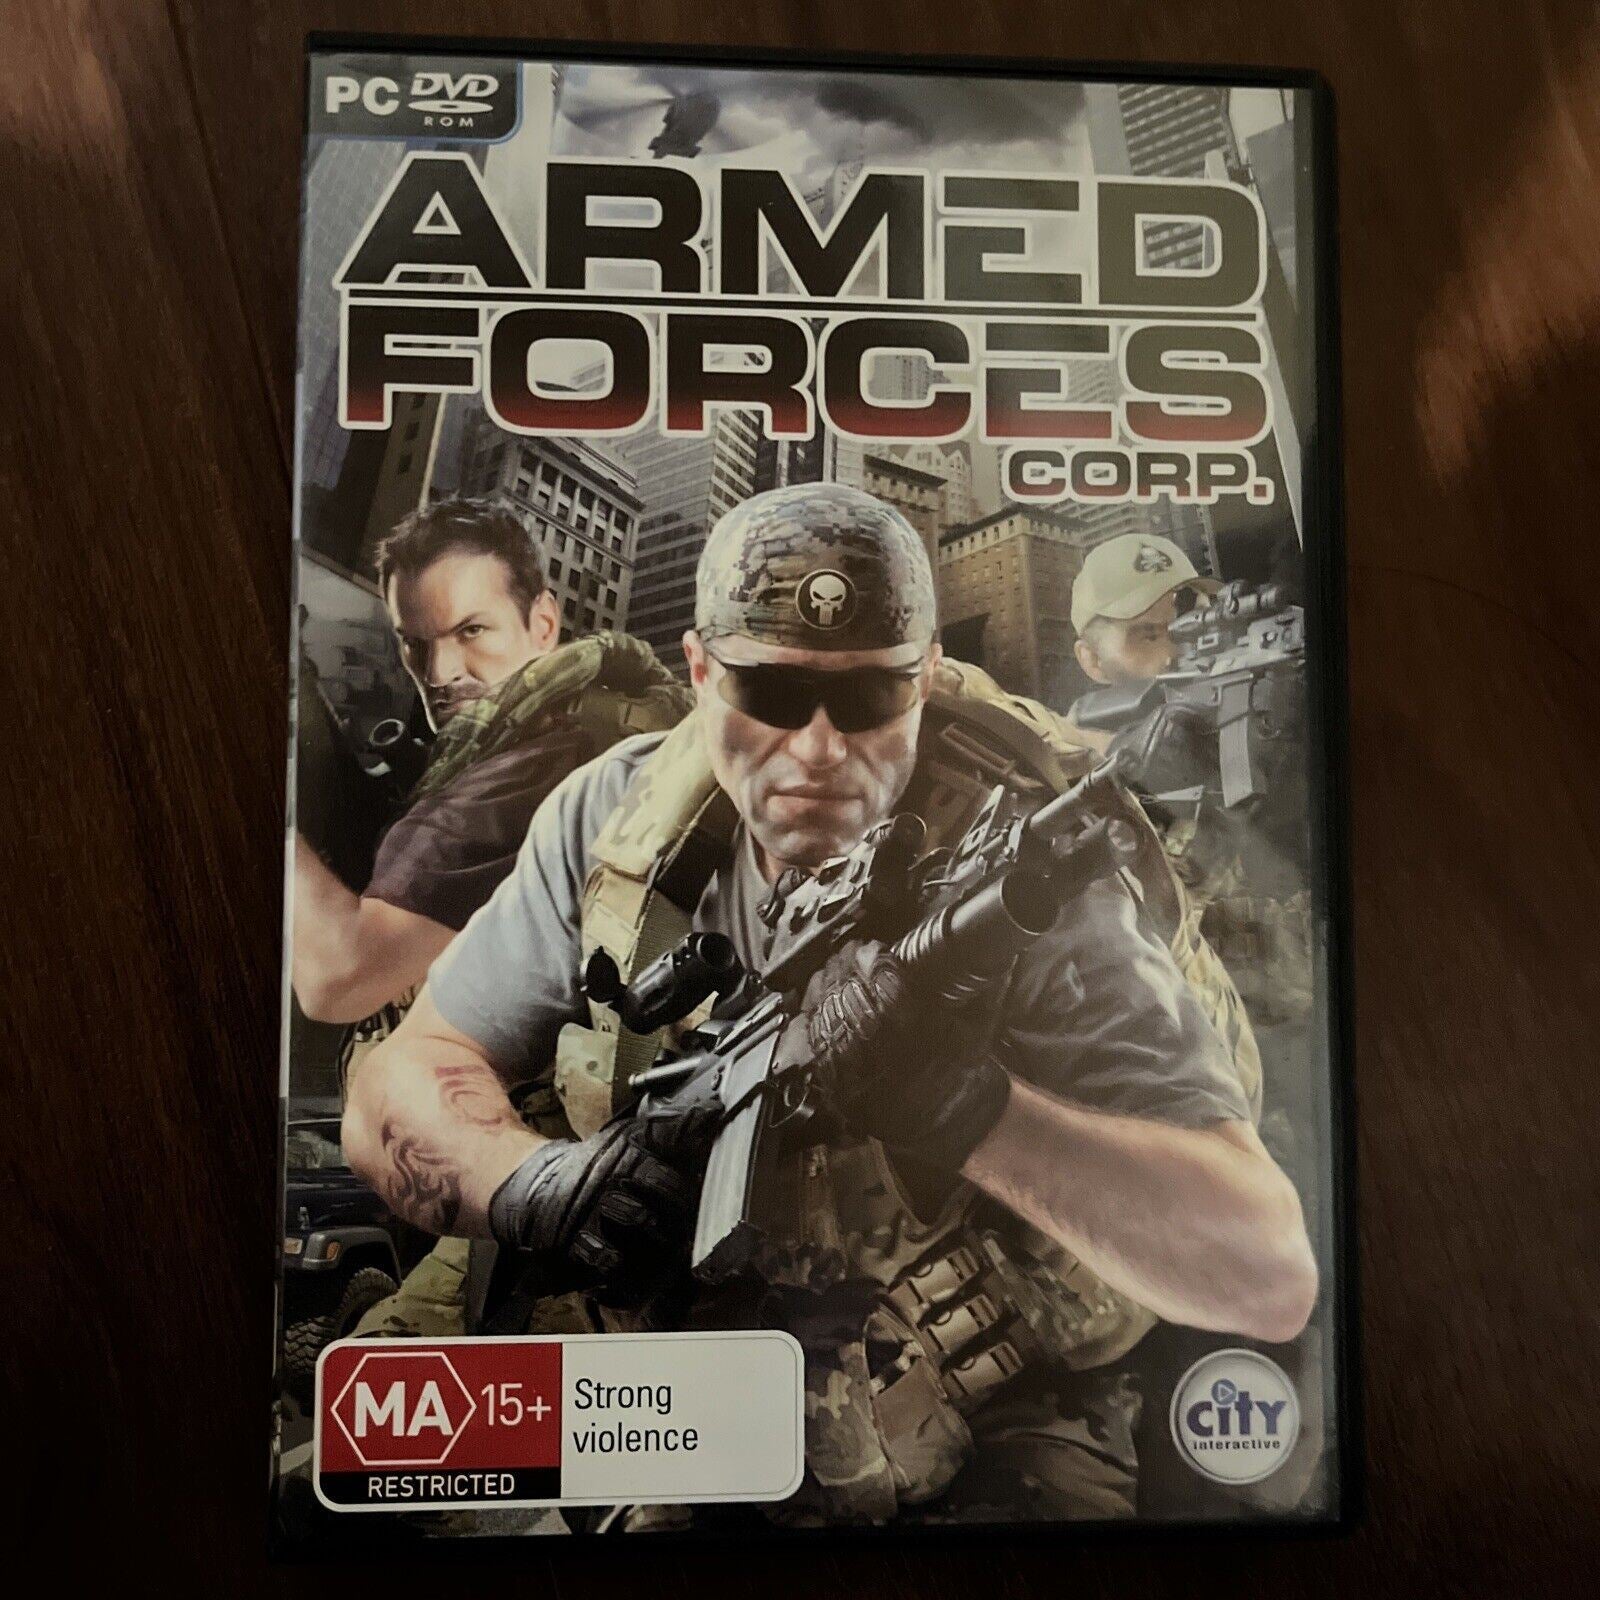 PC DVD
ROM
ARMED
FORCES
CORP.
MA 15+
RESTRICTED
Strong
violence
city
interactive